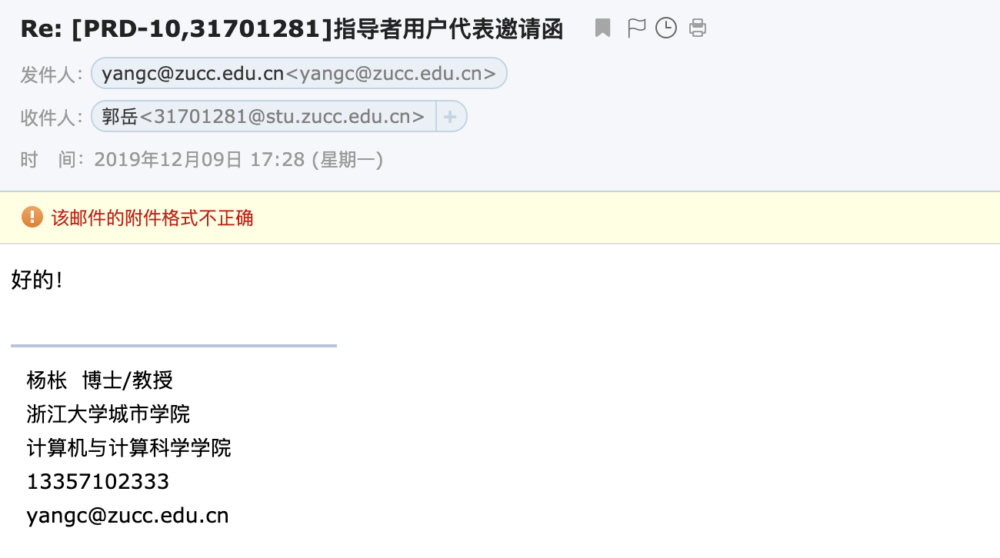 Re: [PRD-10,31701281]指导者用户代表邀请函
发件人：yangc@zucc.edu.cn<yangc@zucc.edu.cn>
收件人：郭岳<31701281@stu.zucc.edu.cn> +
时　间：2019年12月09日 17:28 (星期一)
该邮件的附件格式不正确
好的！
杨枨 博士/教授
浙江大学城市学院
计算机与计算科学学院
13357102333
yangc@zucc.edu.cn